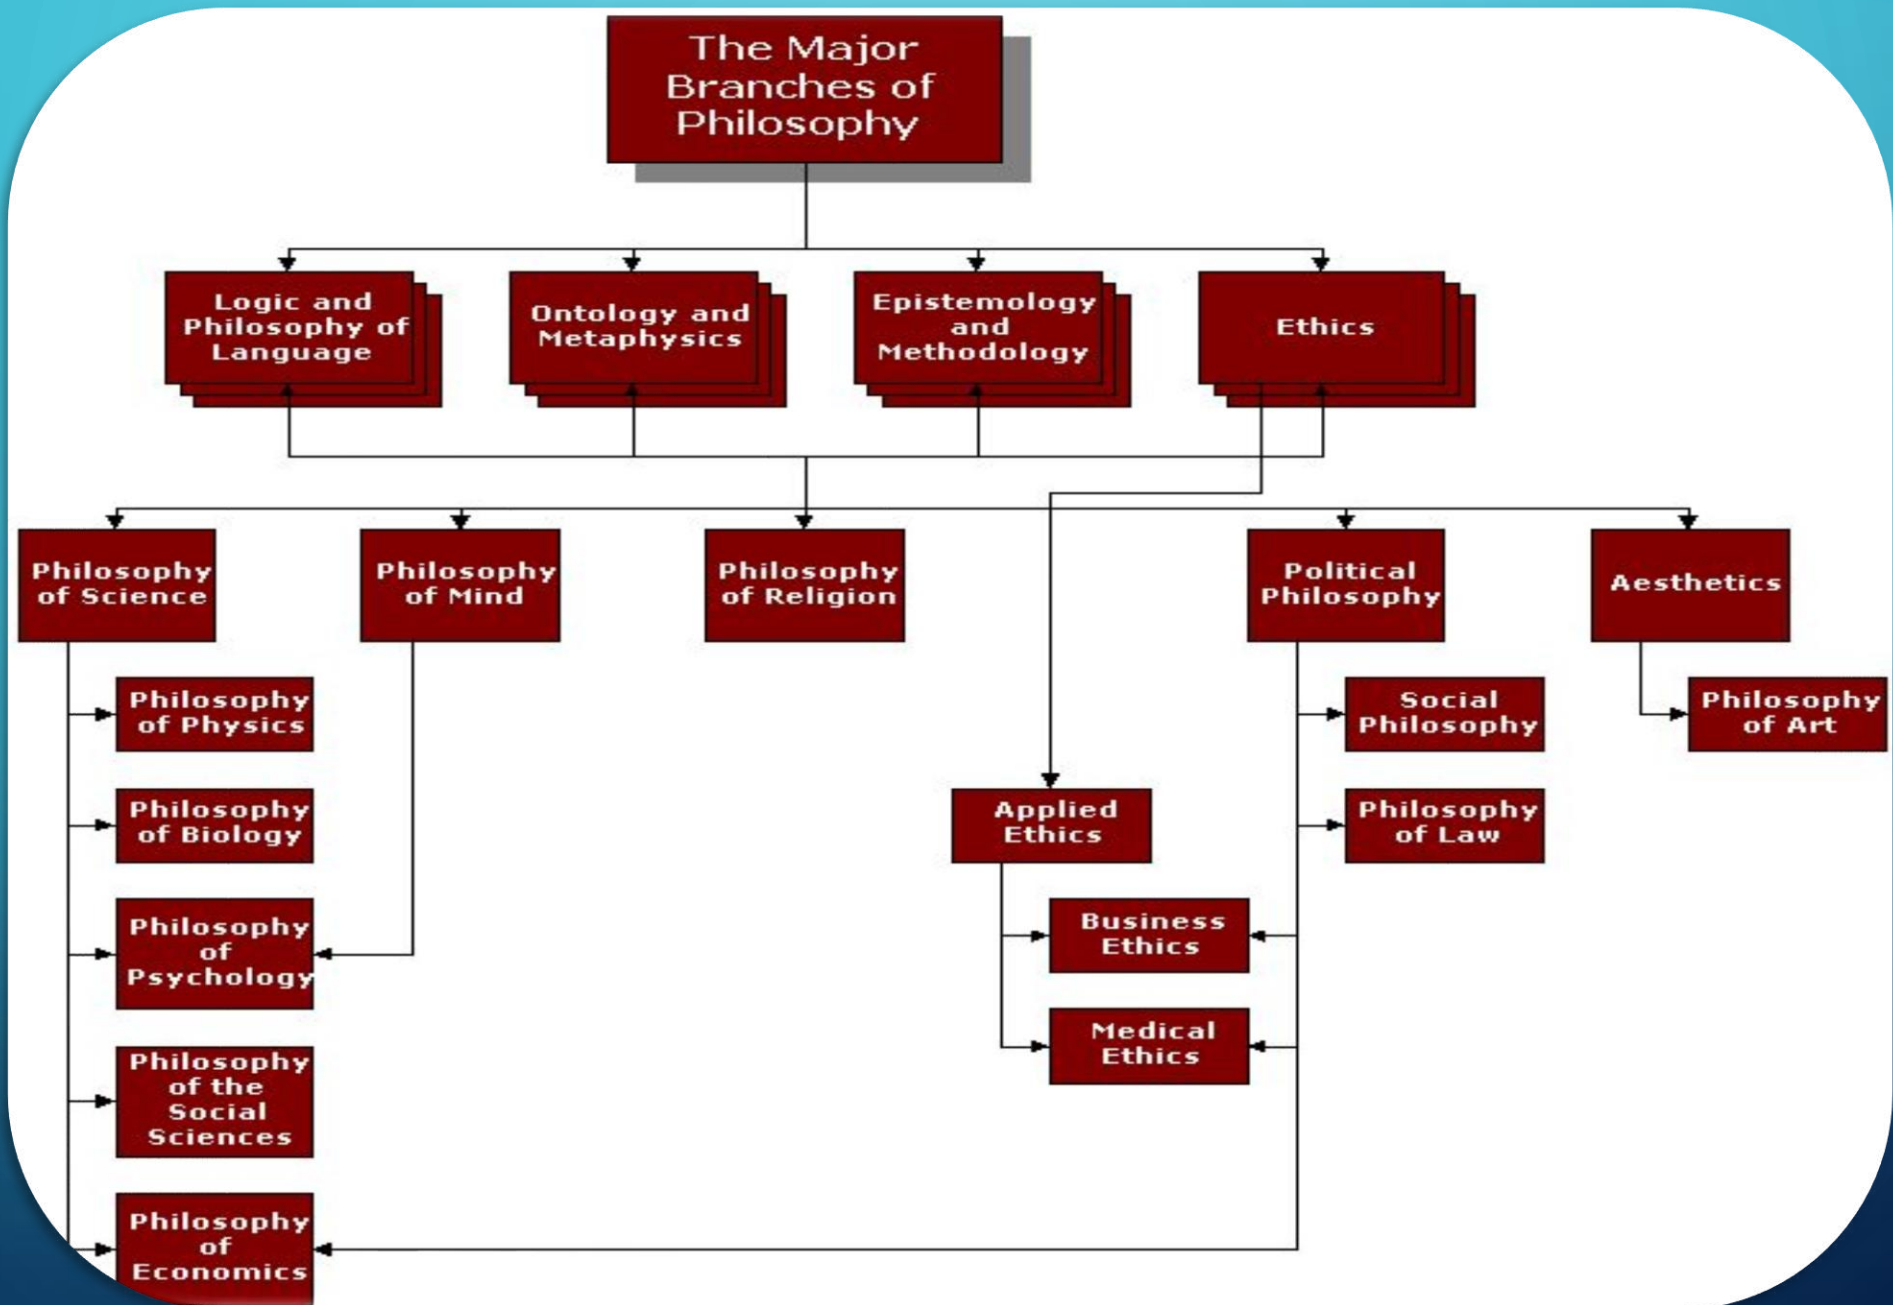 The Major
Branches of
Philosophy
Logic and
Philosophy of
Language
Ontology and
Metaphysics
Epistemology
and
Methodology
Ethics
Philosophy
of Science
Philosophy
of Mind
Philosophy
of Religion
Political
Philosophy
Aesthetics
Philosophy
of Physics
Social
Philosophy
Philosophy
of Art
Philosophy
of Biology
Applied
Ethics
Philosophy
of Law
Philosophy
of
Psychology
Business
Ethics
Medical
Ethics
Philosophy
of the
Social
Sciences
Philosophy
of
Economics